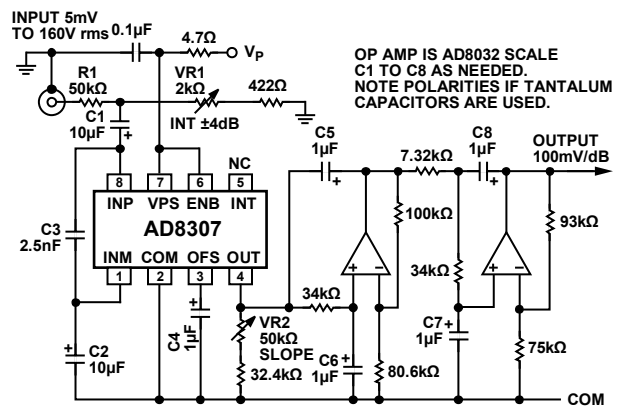 INPUT 5mV
TO 160V rms
0.1µF
4.7Ω
VP
OP AMP IS AD8032 SCALE
C1 TO C8 AS NEEDED.
NOTE POLARITIES IF TANTALUM
CAPACITORS ARE USED.
R1
50kΩ
VR1
2kΩ
422Ω
INT ±4dB
C1
10µF
+
NC
8
7
6
5
INP
VPS
ENB
INT
AD8307
INM
COM
OFS
OUT
1
2
3
4
C3
2.5nF
C2
10µF
+
C4
1µF
+
VR2
50kΩ
SLOPE
32.4kΩ
C5
1µF
+
34kΩ
+
−
100kΩ
C6
1µF
+
80.6kΩ
7.32kΩ
C8
1µF
+
34kΩ
+
−
C7
1µF
+
93kΩ
75kΩ
OUTPUT
100mV/dB
COM